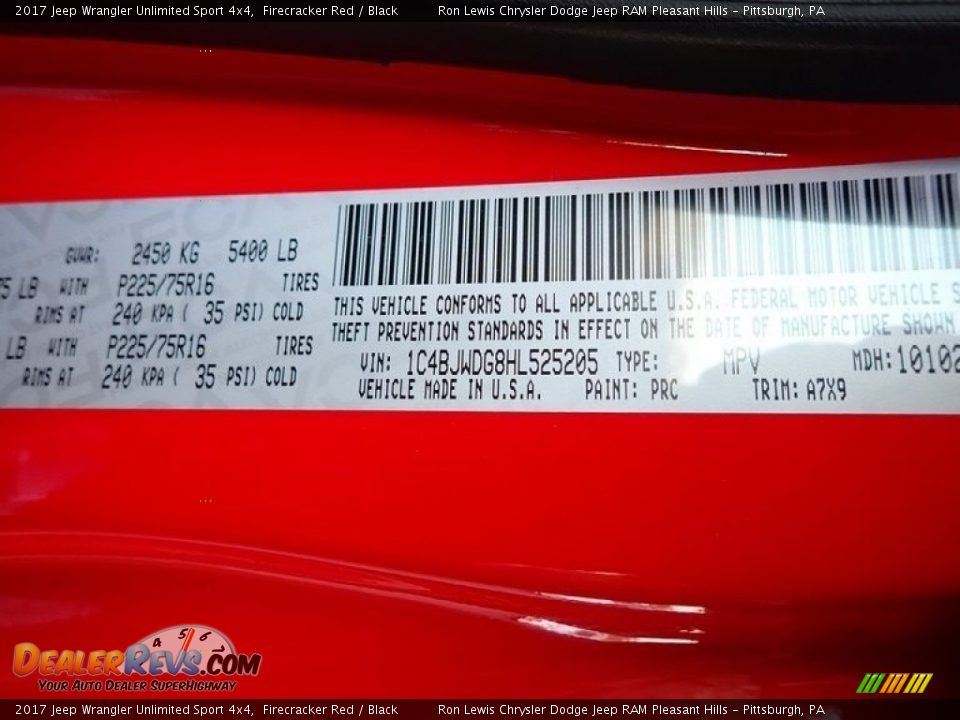 2017 Jeep Wrangler Unlimited Sport 4x4, Firecracker Red / Black Ron Lewis Chrysler Dodge Jeep RAM Pleasant Hills - Pittsburgh, PA
GVWR: 2450 KG 5400 LB
75 LB WITH P225/75R16 TIRES
RIMS AT 240 KPA ( 35 PSI) COLD
LB WITH P225/75R16 TIRES
RIMS AT 240 KPA ( 35 PSI) COLD
THIS VEHICLE CONFORMS TO ALL APPLICABLE U.S.A. FEDERAL MOTOR VEHICLE S
THEFT PREVENTION STANDARDS IN EFFECT ON THE DATE OF MANUFACTURE SHOWN
VIN: 1C4BJWDG8HL525205 TYPE: MPV MDH: 10102
VEHICLE MADE IN U.S.A. PAINT: PRC TRIM: A7X9
4 5 6
DEALERREVS.COM
YOUR AUTO DEALER SUPERHIGHWAY
2017 Jeep Wrangler Unlimited Sport 4x4, Firecracker Red / Black Ron Lewis Chrysler Dodge Jeep RAM Pleasant Hills - Pittsburgh, PA